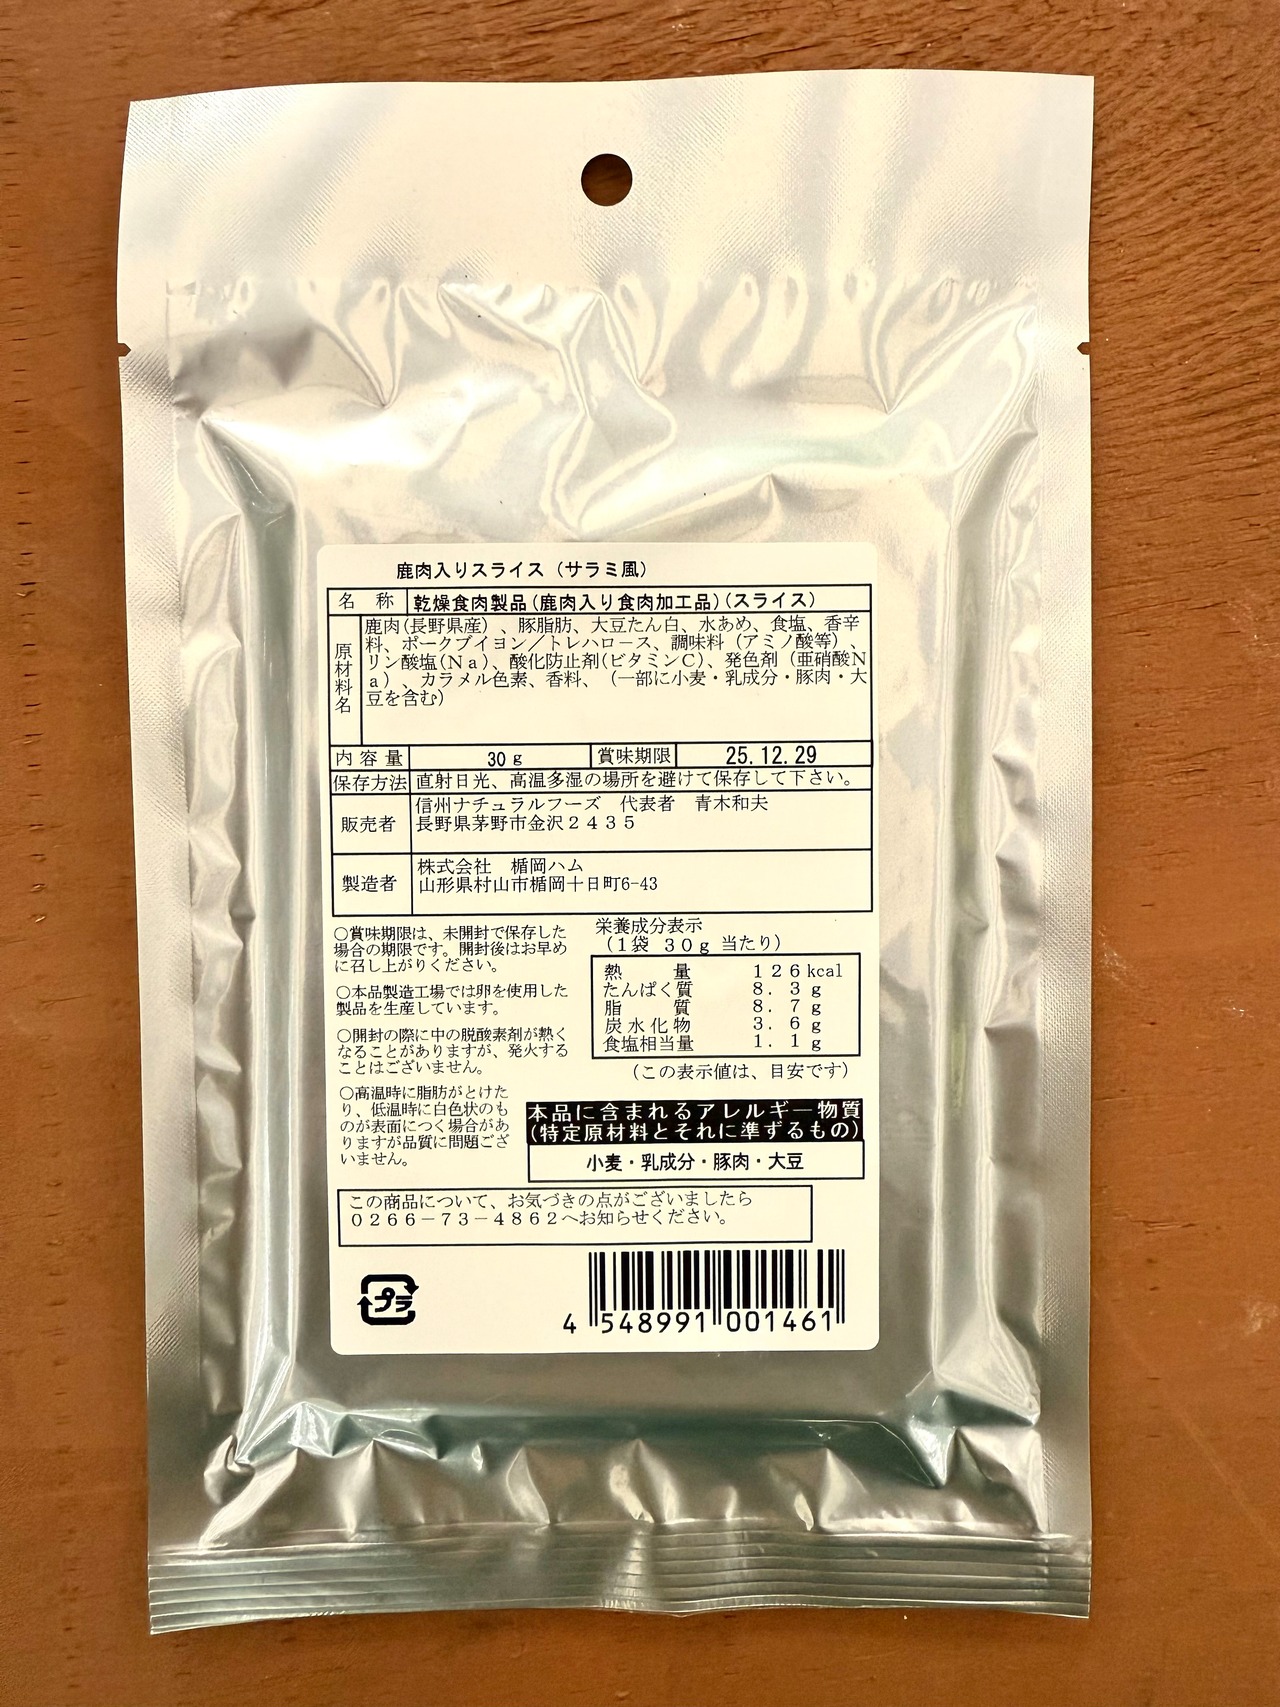 鹿肉入りスライス（サラミ風）
名　称　乾燥食肉製品(鹿肉入り食肉加工品)(スライス)
原材料名
鹿肉(長野県産）、豚脂肪、大豆たん白、水あめ、食塩、香辛
料、ポークブイヨン／トレハロース、調味料（アミノ酸等）、
リン酸塩(Ｎａ)、酸化防止剤(ビタミンＣ)、発色剤（亜硝酸Ｎ
ａ）、カラメル色素、香料、（一部に小麦・乳成分・豚肉・大
豆を含む）
内容量　30ｇ　賞味期限　25.12.29
保存方法　直射日光、高温多湿の場所を避けて保存して下さい。
販売者
信州ナチュラルフーズ　代表者　青木和夫
長野県茅野市金沢２４３５
製造者
株式会社　楯岡ハム
山形県村山市楯岡十日町6-43
○賞味期限は、未開封で保存した
場合の期限です。開封後はお早め
に召し上がりください。
○本品製造工場では卵を使用した
製品を生産しています。
○開封の際に中の脱酸素剤が熱く
なることがありますが、発火する
ことはございません。
○高温時に脂肪がとけた
り、低温時に白色状のも
のが表面につく場合があ
りますが品質に問題ござ
いません。
栄養成分表示
（1袋 ３０ｇ 当たり）
熱　量　１２６kcal
たんぱく質　８．３ｇ
脂　質　８．７ｇ
炭水化物　３．６ｇ
食塩相当量　１．１ｇ
（この表示値は、目安です）
本品に含まれるアレルギー物質
(特定原材料とそれに準ずるもの)
小麦・乳成分・豚肉・大豆
この商品について、お気づきの点がございましたら
０２６６－７３－４８６２へお知らせください。
プラ
4 548991 001461